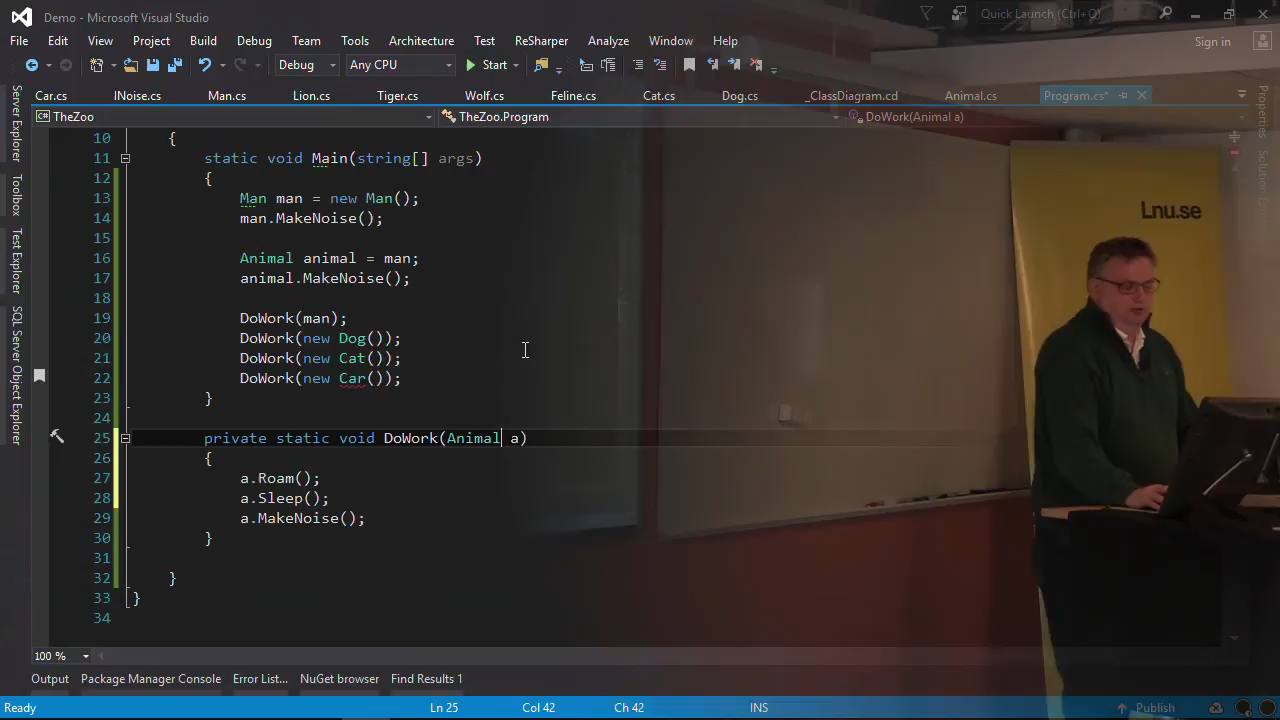 Demo - Microsoft Visual Studio
Quick Launch (Ctrl+Q)
File Edit View Project Build Debug Team Tools Architecture Test ReSharper Analyze Window Help
Sign in
Debug Any CPU Start
Car.cs INoise.cs Man.cs Lion.cs Tiger.cs Wolf.cs Feline.cs Cat.cs Dog.cs _ClassDiagram.cd Animal.cs Program.cs*
TheZoo TheZoo.Program DoWork(Animal a)
Server Explorer
Toolbox
Test Explorer
SQL Server Object Explorer
10 {
11 static void Main(string[] args)
12 {
13 Man man = new Man();
14 man.MakeNoise();
15
16 Animal animal = man;
17 animal.MakeNoise();
18
19 DoWork(man);
20 DoWork(new Dog());
21 DoWork(new Cat());
22 DoWork(new Car());
23 }
24
25 private static void DoWork(Animal a)
26 {
27 a.Roam();
28 a.Sleep();
29 a.MakeNoise();
30 }
31
32 }
33 }
34
Lnu.se
Properties
Solution Explorer
100 %
Output Package Manager Console Error List... NuGet browser Find Results 1
Ready Ln 25 Col 42 Ch 42 INS Publish